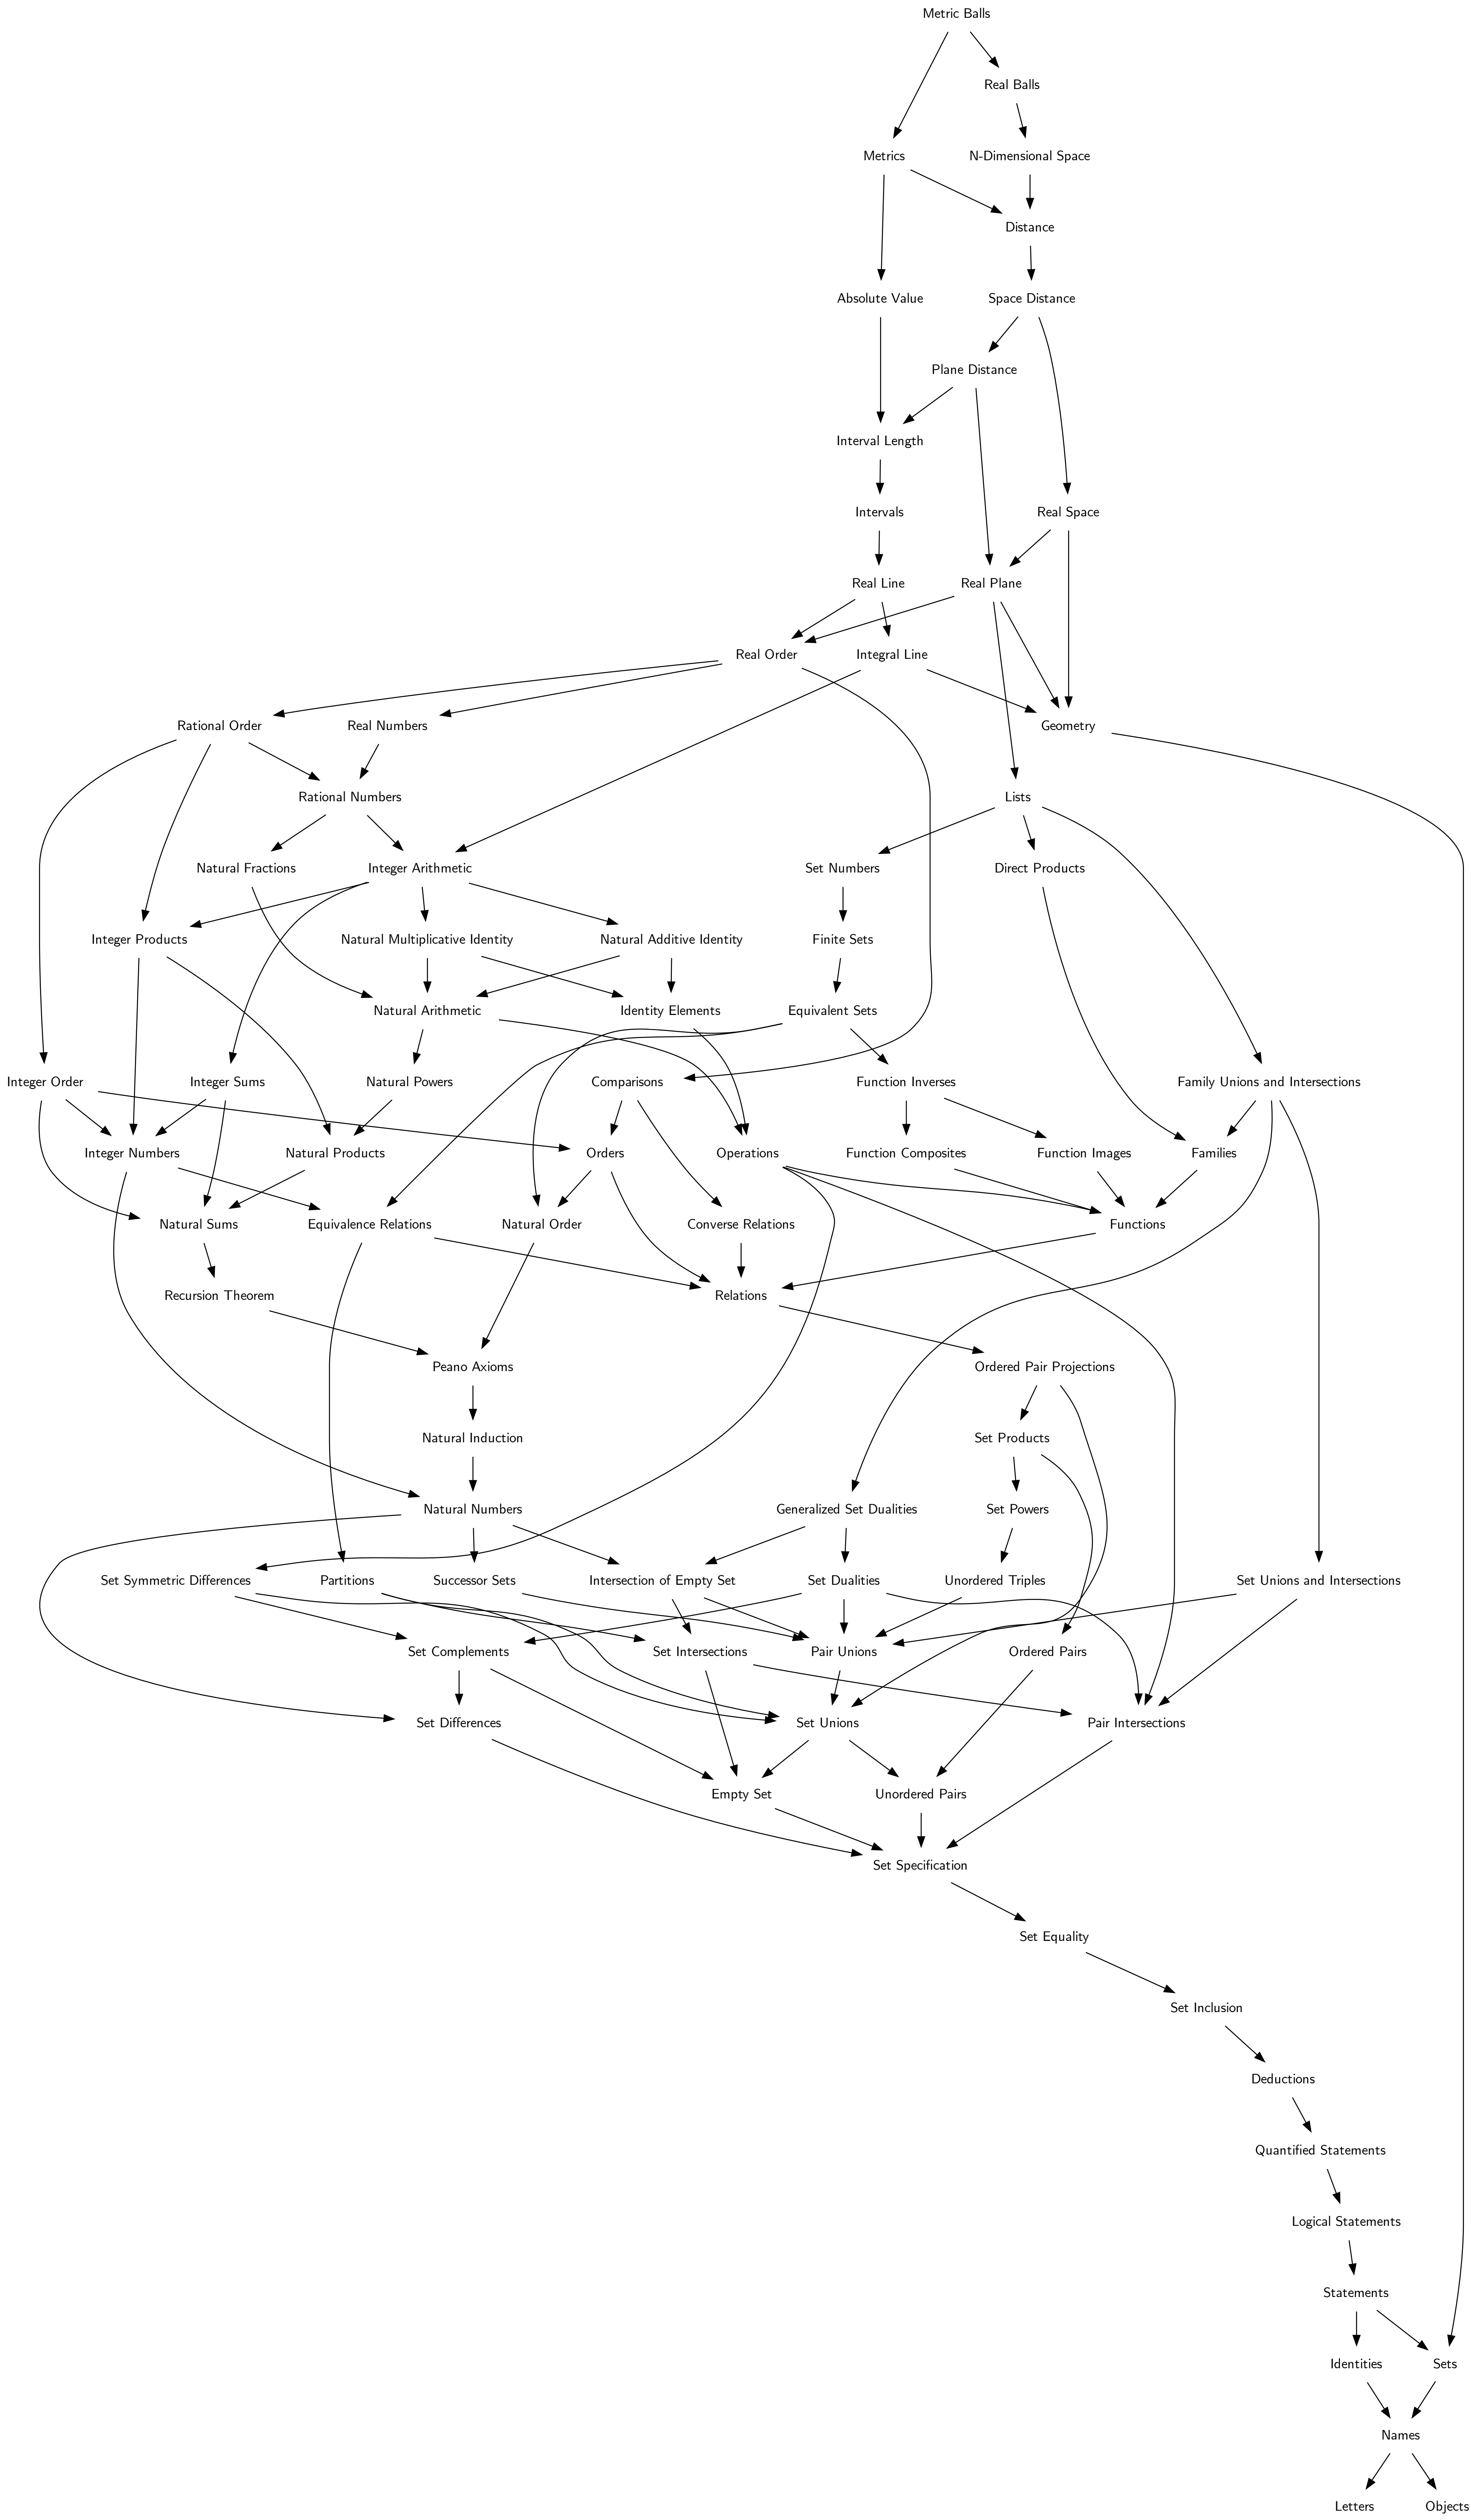 Metric Balls
Real Balls
Metrics
N-Dimensional Space
Distance
Absolute Value
Space Distance
Plane Distance
Interval Length
Intervals
Real Space
Real Line
Real Plane
Real Order
Integral Line
Rational Order
Real Numbers
Geometry
Rational Numbers
Lists
Natural Fractions
Integer Arithmetic
Set Numbers
Direct Products
Integer Products
Natural Multiplicative Identity
Natural Additive Identity
Finite Sets
Natural Arithmetic
Identity Elements
Equivalent Sets
Integer Order
Integer Sums
Natural Powers
Comparisons
Function Inverses
Family Unions and Intersections
Integer Numbers
Natural Products
Orders
Operations
Function Composites
Function Images
Families
Natural Sums
Equivalence Relations
Natural Order
Converse Relations
Functions
Recursion Theorem
Relations
Peano Axioms
Ordered Pair Projections
Natural Induction
Set Products
Natural Numbers
Generalized Set Dualities
Set Powers
Set Symmetric Differences
Partitions
Successor Sets
Intersection of Empty Set
Set Dualities
Unordered Triples
Set Unions and Intersections
Set Complements
Set Intersections
Pair Unions
Ordered Pairs
Set Differences
Set Unions
Pair Intersections
Empty Set
Unordered Pairs
Set Specification
Set Equality
Set Inclusion
Deductions
Quantified Statements
Logical Statements
Statements
Identities
Sets
Names
Letters
Objects